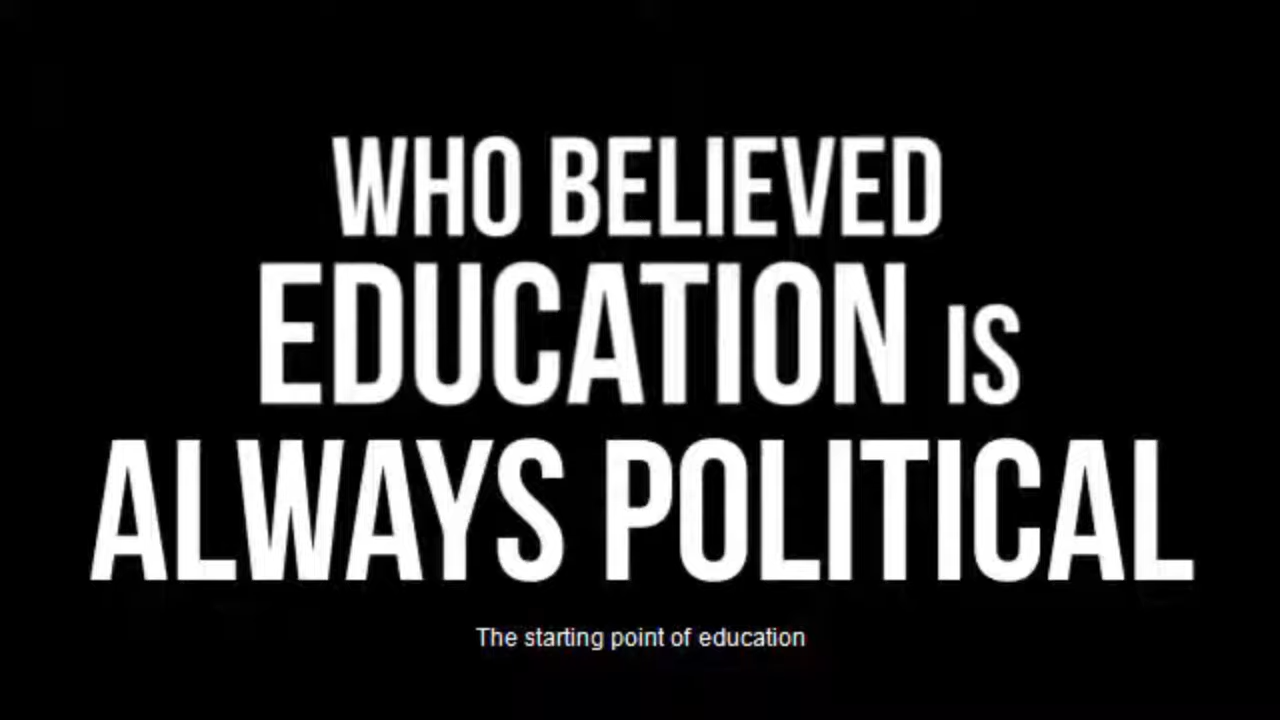 WHO BELIEVED
EDUCATION IS
ALWAYS POLITICAL
The starting point of education